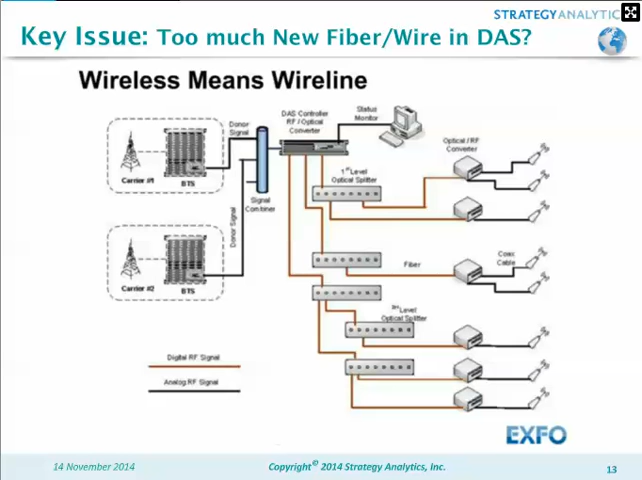 STRATEGYANALYTIC
Key Issue: Too much New Fiber/Wire in DAS?
Wireless Means Wireline
DAS Controller
RF / Optical
Converter
Status
Monitor
Donor
Signal
Optical / RF
Converter
1st Level
Optical Splitter
Carrier #1
BTS
Signal
Combiner
Donor Signal
Fiber
Coax
Cable
Carrier #2
BTS
Level
Optical Splitter
Digital RF Signal
Analog RF Signal
EXFO
14 November 2014
Copyright© 2014 Strategy Analytics, Inc.
13